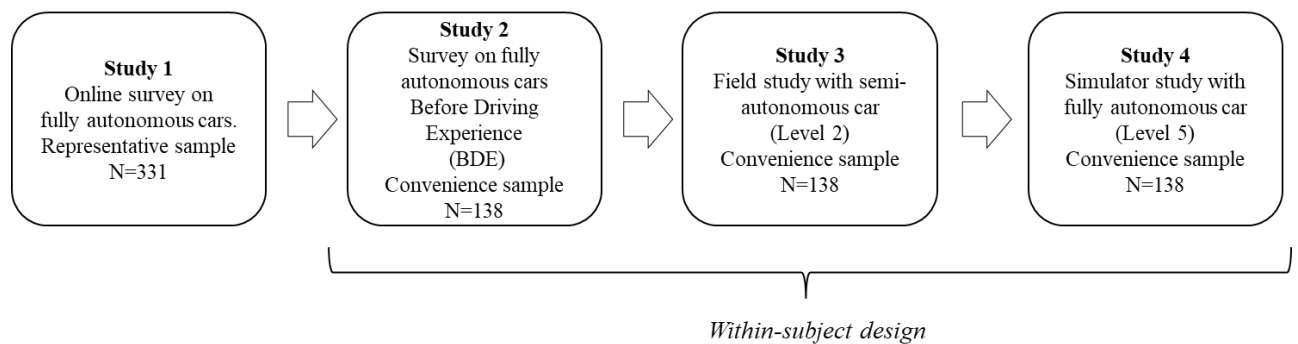 Study 1
Online survey on
fully autonomous cars.
Representative sample
N=331
Study 2
Survey on fully
autonomous cars
Before Driving
Experience
(BDE)
Convenience sample
N=138
Study 3
Field study with semi-
autonomous car
(Level 2)
Convenience sample
N=138
Study 4
Simulator study with
fully autonomous car
(Level 5)
Convenience sample
N=138
Within-subject design